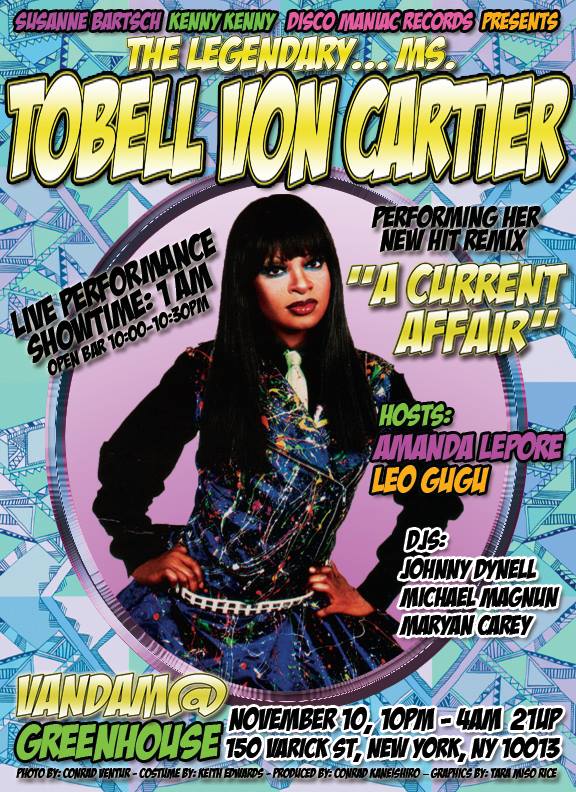 SUSANNE BARTSCH KENNY KENNY DISCO MANIAC RECORDS PRESENTS
THE LEGENDARY... MS.
TOBELL VON CARTIER
PERFORMING HER
NEW HIT REMIX
"A CURRENT
AFFAIR"
LIVE PERFORMANCE
SHOWTIME: 1 AM
OPEN BAR 10:00-10:30PM
HOSTS:
AMANDA LEPORE
LEO GUGU
DJS:
JOHNNY DYNELL
MICHAEL MAGNUN
MARYAN CAREY
VANDAM@
GREENHOUSE
NOVEMBER 10, 10PM - 4AM 21UP
150 VARICK ST, NEW YORK, NY 10013
PHOTO BY: CONRAD VENTUR - COSTUME BY: KEITH EDWARDS - PRODUCED BY: CONRAD KANEISHIRO - GRAPHICS BY: TARA MISO RICE